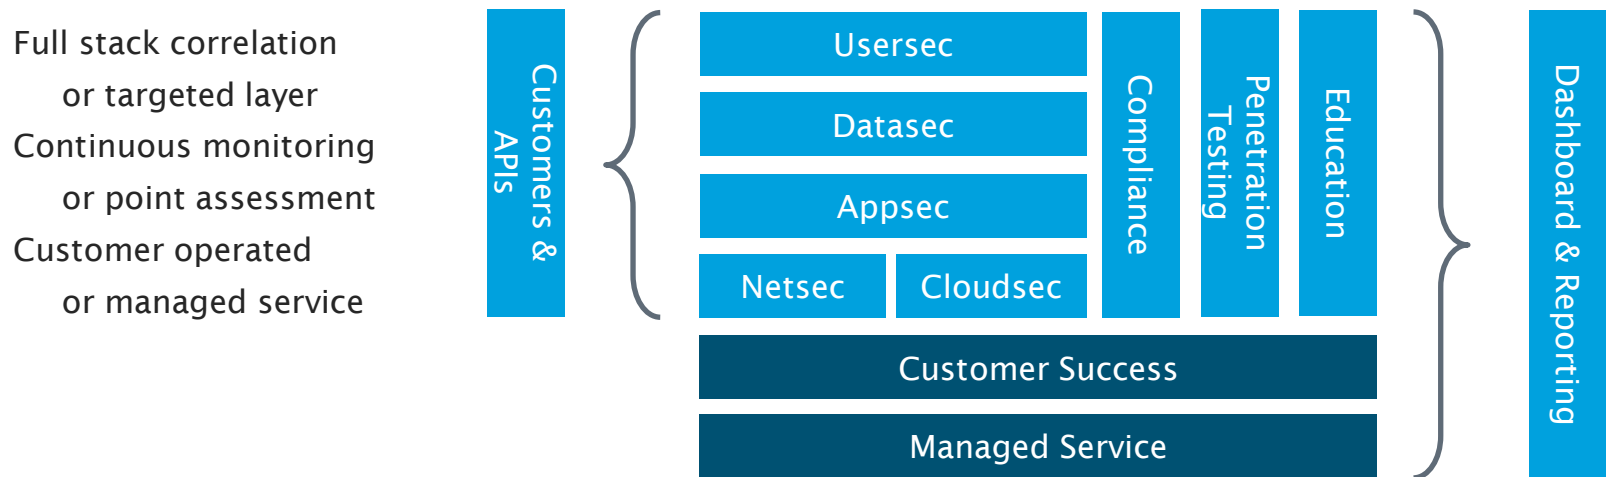 Full stack correlation
or targeted layer
Continuous monitoring
or point assessment
Customer operated
or managed service
Customers &
APIs
Usersec
Datasec
Appsec
Netsec
Cloudsec
Compliance
Penetration
Testing
Education
Customer Success
Managed Service
Dashboard & Reporting